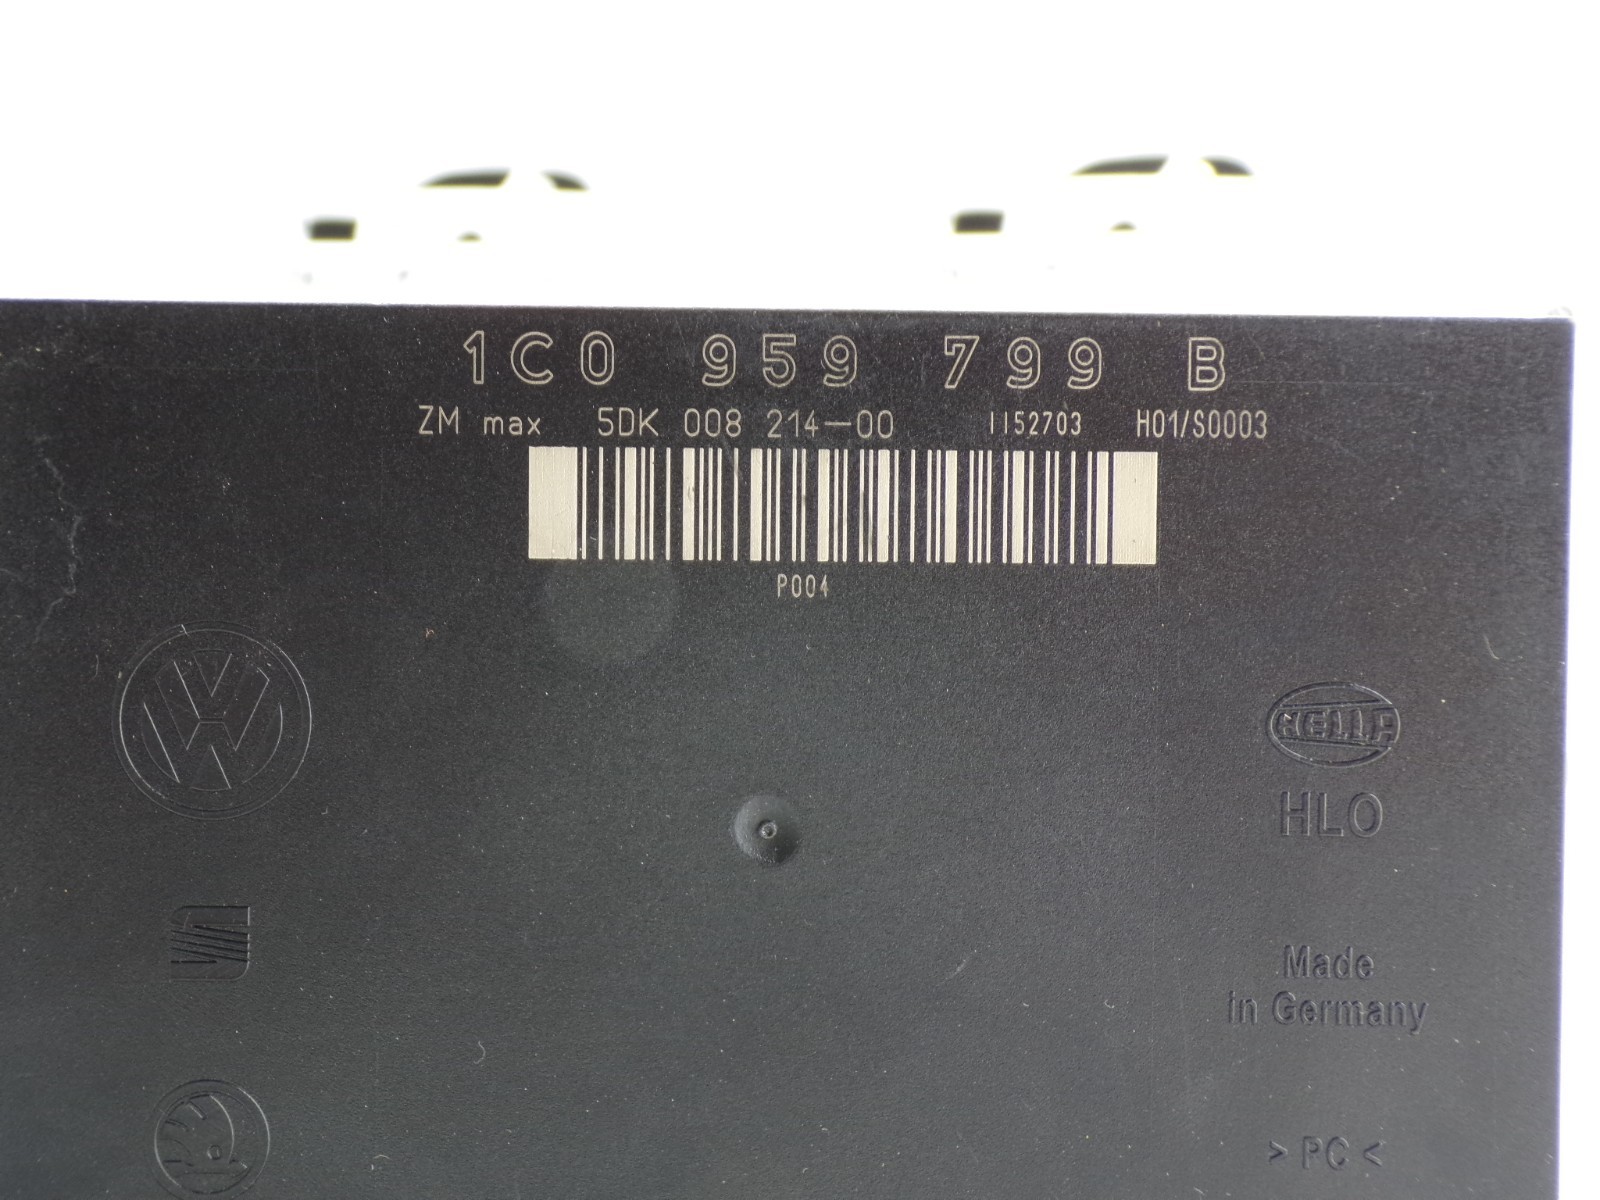 1C0 959 799 B
ZM max 5DK 008 214-00 1152703 H01/S0003
P004
HELLA
HLO
Made
in Germany
> PC <